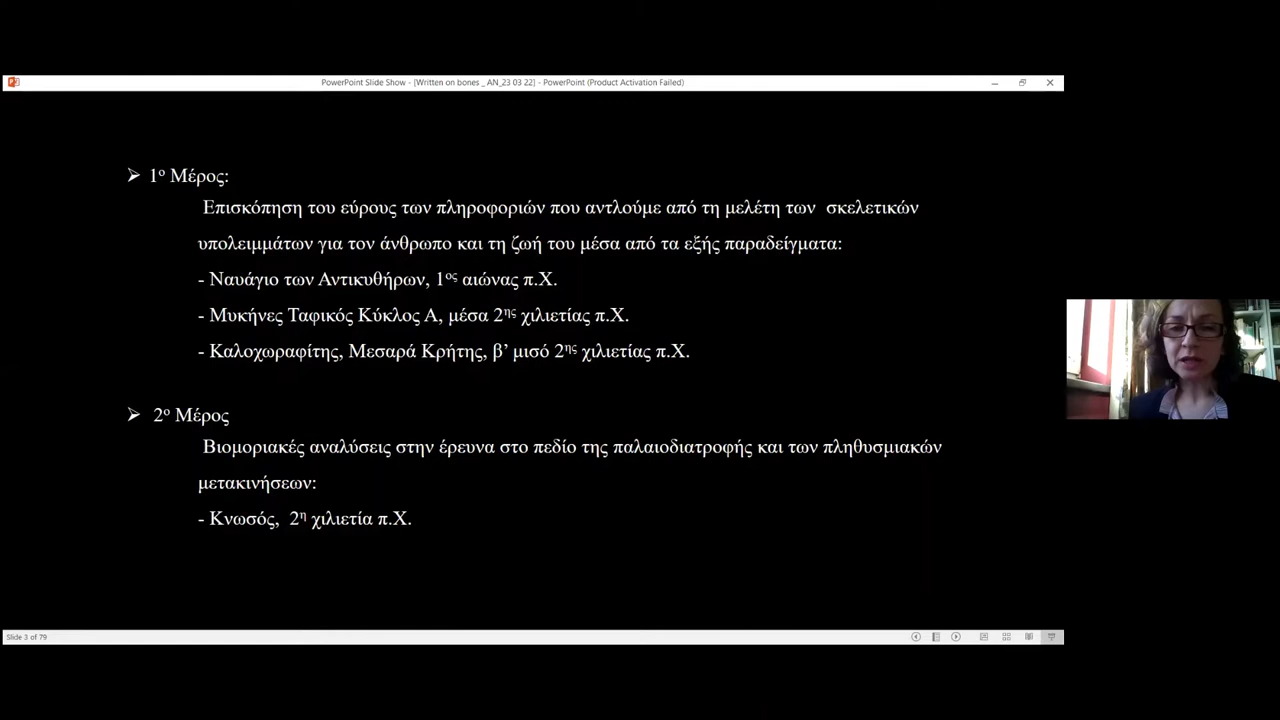 PowerPoint Slide Show - [Written on bones _ AN_23 03 22] - PowerPoint (Product Activation Failed)
➢ 1ο Μέρος:
Επισκόπηση του εύρους των πληροφοριών που αντλούμε από τη μελέτη των σκελετικών
υπολειμμάτων για τον άνθρωπο και τη ζωή του μέσα από τα εξής παραδείγματα:
- Ναυάγιο των Αντικυθήρων, 1ος αιώνας π.Χ.
- Μυκήνες Ταφικός Κύκλος Α, μέσα 2ης χιλιετίας π.Χ.
- Καλοχωραφίτης, Μεσαρά Κρήτης, β’ μισό 2ης χιλιετίας π.Χ.
➢ 2ο Μέρος
Βιομοριακές αναλύσεις στην έρευνα στο πεδίο της παλαιοδιατροφής και των πληθυσμιακών
μετακινήσεων:
- Κνωσός, 2η χιλιετία π.Χ.
Slide 3 of 79